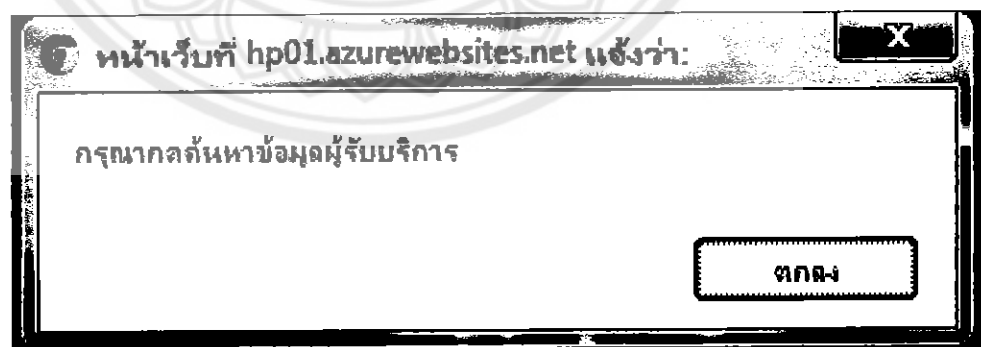 หน้าเว็บที่ hp01.azurewebsites.net แจ้งว่า:
X
กรุณากดค้นหาข้อมูลผู้รับบริการ
ตกลง